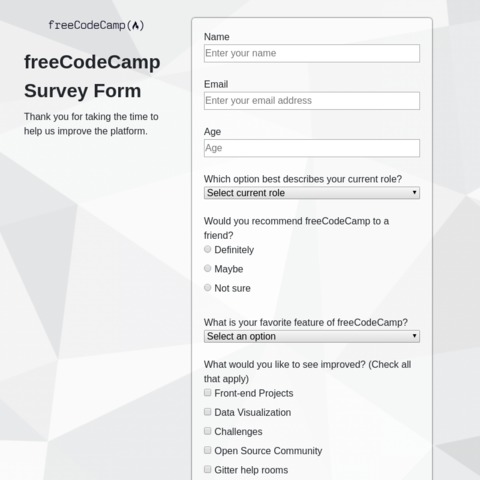 freeCodeCamp(🔥)
freeCodeCamp
Survey Form
Thank you for taking the time to
help us improve the platform.
Name
Enter your name
Email
Enter your email address
Age
Age
Which option best describes your current role?
Select current role
Would you recommend freeCodeCamp to a
friend?
Definitely
Maybe
Not sure
What is your favorite feature of freeCodeCamp?
Select an option
What would you like to see improved? (Check all
that apply)
Front-end Projects
Data Visualization
Challenges
Open Source Community
Gitter help rooms